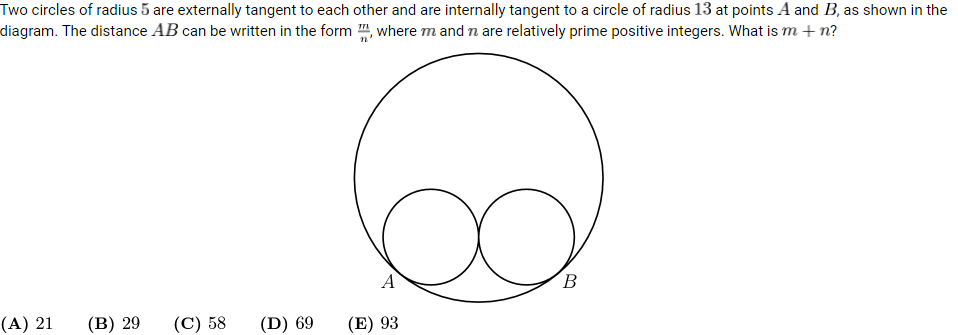 Two circles of radius 5 are externally tangent to each other and are internally tangent to a circle of radius 13 at points A and B, as shown in the
diagram. The distance AB can be written in the form m/n, where m and n are relatively prime positive integers. What is m + n?
A B
(A) 21 (B) 29 (C) 58 (D) 69 (E) 93